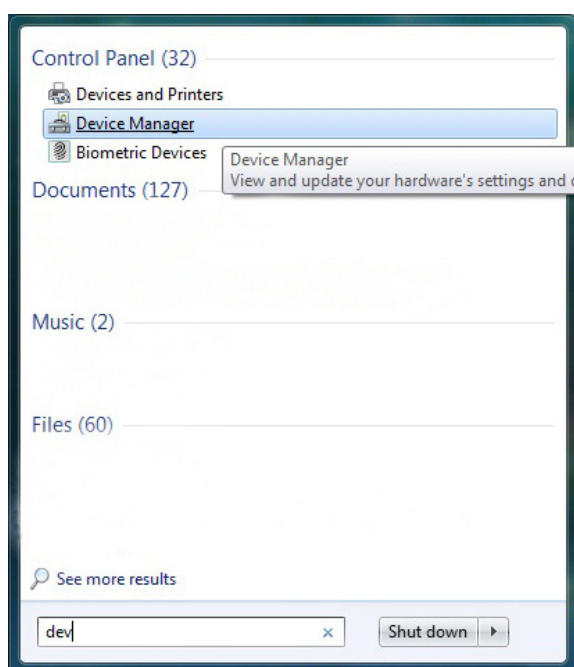 Control Panel (32)
Devices and Printers
Device Manager
Biometric Devices
Device Manager
View and update your hardware's settings and
Documents (127)
Music (2)
Files (60)
See more results
dev
Shut down